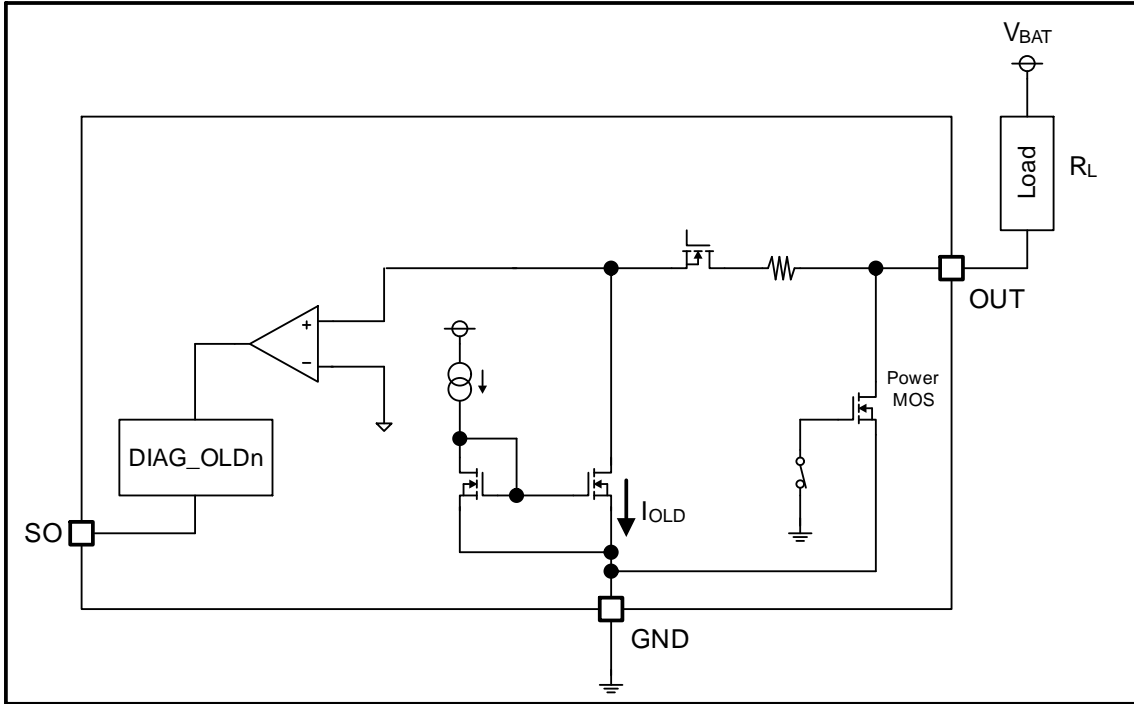 VBAT
Load
RL
OUT
+
−
Power
MOS
DIAG_OLDn
IOLD
SO
GND